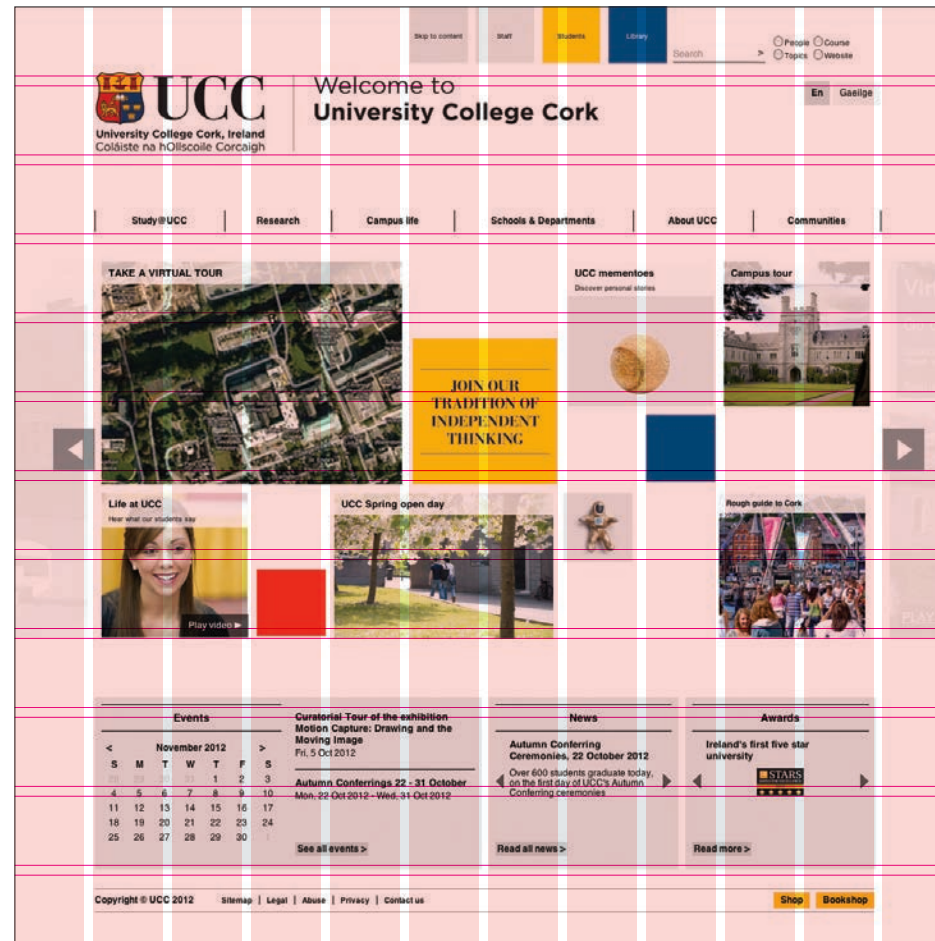 Skip to content
Staff
Students
Library
Search >
People Course
Topics Website
UCC
University College Cork, Ireland
Coláiste na hOllscoile Corcaigh
Welcome to
University College Cork
En Gaeilge
Study@UCC
Research
Campus life
Schools & Departments
About UCC
Communities
TAKE A VIRTUAL TOUR
JOIN OUR
TRADITION OF
INDEPENDENT
THINKING
UCC mementoes
Discover personal stories
Campus tour
Life at UCC
Hear what our students say
Play video
UCC Spring open day
Rough guide to Cork
PLAY
Events
< November 2012 >
S M T W T F S
28 29 30 31 1 2 3
4 5 6 7 8 9 10
11 12 13 14 15 16 17
18 19 20 21 22 23 24
25 26 27 28 29 30 1
Curatorial Tour of the exhibition
Motion Capture: Drawing and the
Moving Image
Fri, 5 Oct 2012
Autumn Conferrings 22 - 31 October
Mon, 22 Oct 2012 - Wed, 31 Oct 2012
See all events >
News
Autumn Conferring
Ceremonies, 22 October 2012
Over 600 students graduate today,
on the first day of UCC's Autumn
Conferring ceremonies
Read all news >
Awards
Ireland's first five star
university
STARS
Read more >
Copyright © UCC 2012
Sitemap | Legal | Abuse | Privacy | Contact us
Shop
Bookshop